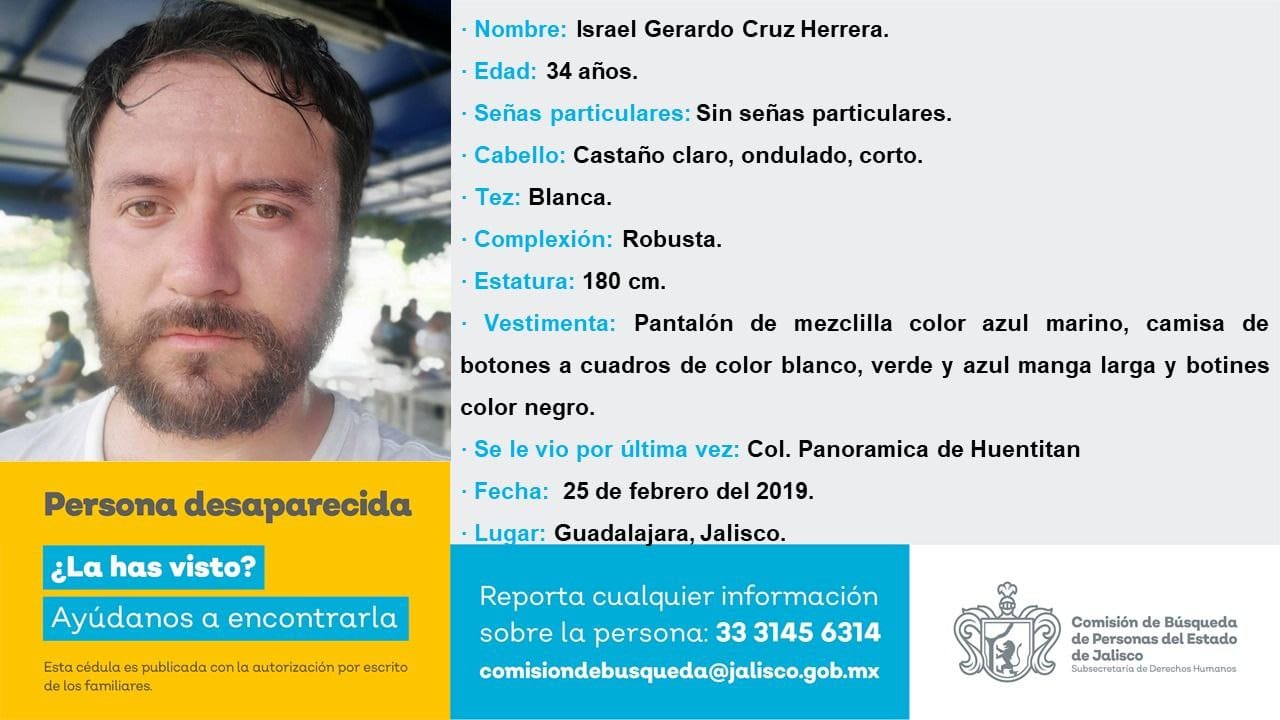 · Nombre: Israel Gerardo Cruz Herrera.
· Edad: 34 años.
· Señas particulares: Sin señas particulares.
· Cabello: Castaño claro, ondulado, corto.
· Tez: Blanca.
· Complexión: Robusta.
· Estatura: 180 cm.
· Vestimenta: Pantalón de mezclilla color azul marino, camisa de
botones a cuadros de color blanco, verde y azul manga larga y botines
color negro.
· Se le vio por última vez: Col. Panoramica de Huentitan
· Fecha: 25 de febrero del 2019.
· Lugar: Guadalajara, Jalisco.
Persona desaparecida
¿La has visto?
Ayúdanos a encontrarla
Esta cédula es publicada con la autorización por escrito
de los familiares.
Reporta cualquier información
sobre la persona: 33 3145 6314
comisiondebusqueda@jalisco.gob.mx
Comisión de Búsqueda
de Personas del Estado
de Jalisco
Subsecretaría de Derechos Humanos